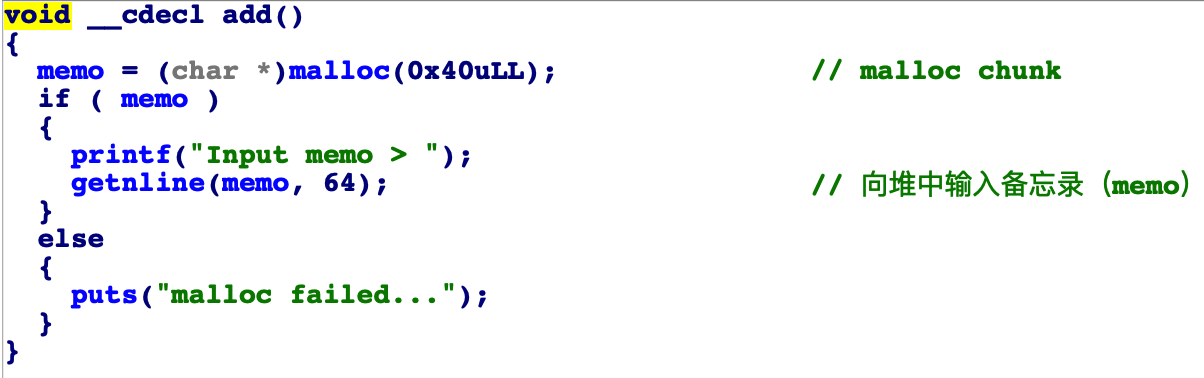 void __cdecl add()
{
  memo = (char *)malloc(0x40uLL);                // malloc chunk
  if ( memo )
  {
    printf("Input memo > ");
    getnline(memo, 64);                          // 向堆中输入备忘录（memo）
  }
  else
  {
    puts("malloc failed...");
  }
}